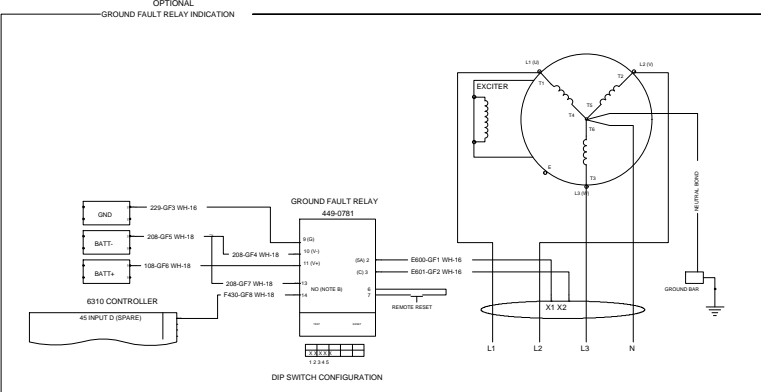 OPTIONAL
GROUND FAULT RELAY INDICATION
L1 (U)
L2 (V)
T1
T2
EXCITER
T5
T4
T6
E
T3
L3 (W)
NEUTRAL BOND
GROUND BAR
GROUND FAULT RELAY
449-0781
GND
229-GF3 WH-16
BATT-
208-GF5 WH-18
208-GF4 WH-18
BATT+
108-GF6 WH-18
208-GF7 WH-18
F430-GF8 WH-18
9 (G)
10 (V-)
11 (V+)
13
14
NO (NOTE B)
(SA) 2
(C) 3
6
7
E600-GF1 WH-16
E601-GF2 WH-16
REMOTE RESET
X1 X2
6310 CONTROLLER
45 INPUT D (SPARE)
X X X X X
1 2 3 4 5
DIP SWITCH CONFIGURATION
L1
L2
L3
N